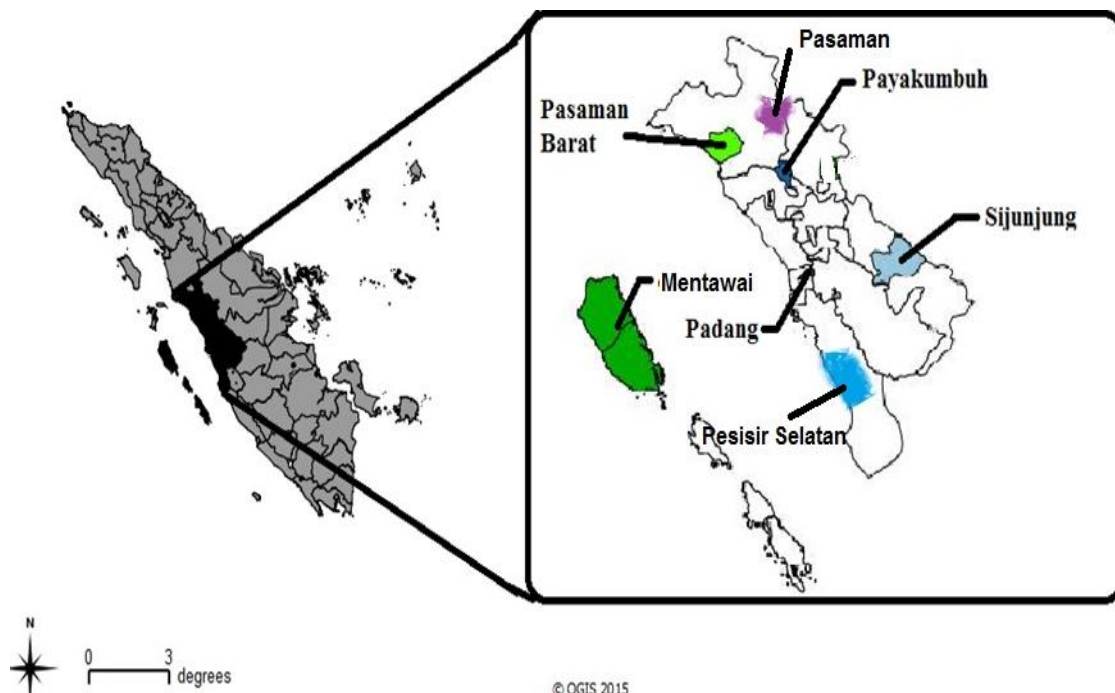 Pasaman
Payakumbuh
Pasaman
Barat
Sijunjung
Mentawai
Padang
Pesisir Selatan
N
0 3
degrees
© QGIS 2015